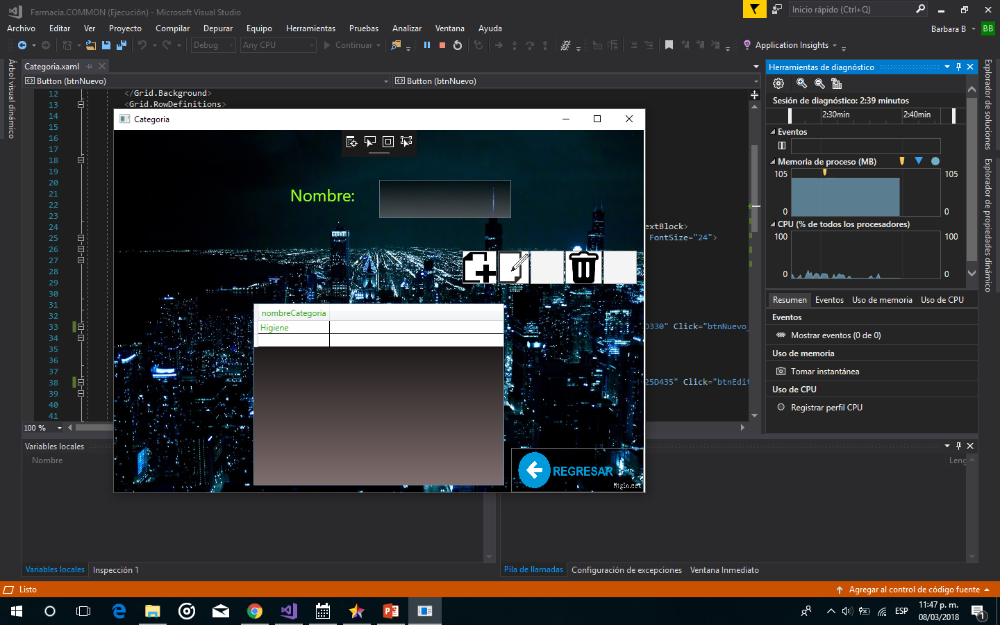 Farmacia.COMMON (Ejecución) - Microsoft Visual Studio
Inicio rápido (Ctrl+Q)
Archivo Editar Ver Proyecto Compilar Depurar Equipo Herramientas Pruebas Analizar Ventana Ayuda
Barbara B BB
Debug Any CPU Continuar Application Insights
Árbol visual dinámico
Categoria.xaml
Button (btnNuevo) Button (btnNuevo)
12 </Grid.Background>
13 <Grid.RowDefinitions>
14
15
16
17
18
19
20
21
22
23
24 extBlock>
25 FontSize="24">
26
27
28
29
30
31
32
33 D330" Click="btnNuevo_
34
35
36
37
38 25D435" Click="btnEdit
39
40
41
100 %
Categoria
Nombre:
nombreCategoria
Higiene
REGRESAR
Miglo.net
Herramientas de diagnóstico
Sesión de diagnóstico: 2:39 minutos
2:30min 2:40min
Eventos
Memoria de proceso (MB)
105 105
0 0
CPU (% de todos los procesadores)
100 100
0 0
Resumen Eventos Uso de memoria Uso de CPU
Eventos
Mostrar eventos (0 de 0)
Uso de memoria
Tomar instantánea
Uso de CPU
Registrar perfil CPU
Explorador de soluciones
Explorador de propiedades dinámico
Variables locales
Nombre
Leng
Variables locales Inspección 1
Pila de llamadas Configuración de excepciones Ventana Inmediato
Listo
Agregar al control de código fuente
ESP
11:47 p. m.
08/03/2018
1